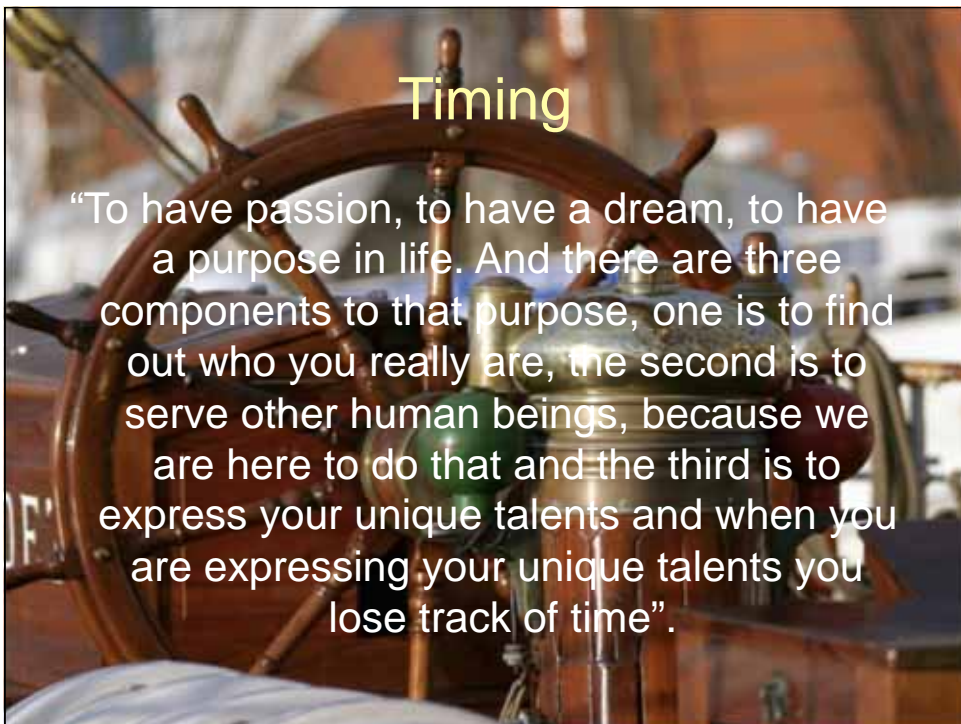 Timing
“To have passion, to have a dream, to have
a purpose in life. And there are three
components to that purpose, one is to find
out who you really are, the second is to
serve other human beings, because we
are here to do that and the third is to
express your unique talents and when you
are expressing your unique talents you
lose track of time”.